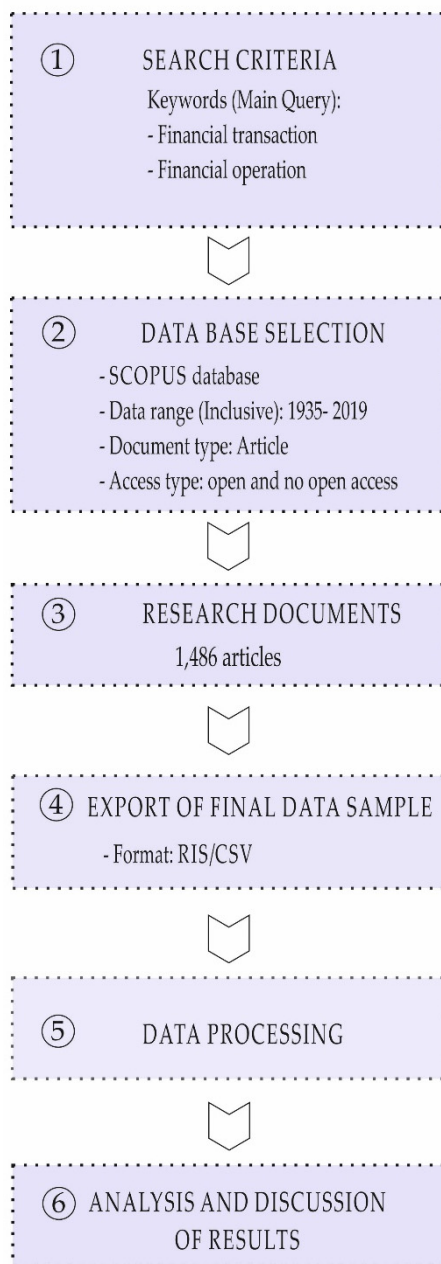 ① SEARCH CRITERIA
Keywords (Main Query):
- Financial transaction
- Financial operation
② DATA BASE SELECTION
- SCOPUS database
- Data range (Inclusive): 1935- 2019
- Document type: Article
- Access type: open and no open access
③ RESEARCH DOCUMENTS
1,486 articles
④ EXPORT OF FINAL DATA SAMPLE
- Format: RIS/CSV
⑤ DATA PROCESSING
⑥ ANALYSIS AND DISCUSSION
OF RESULTS